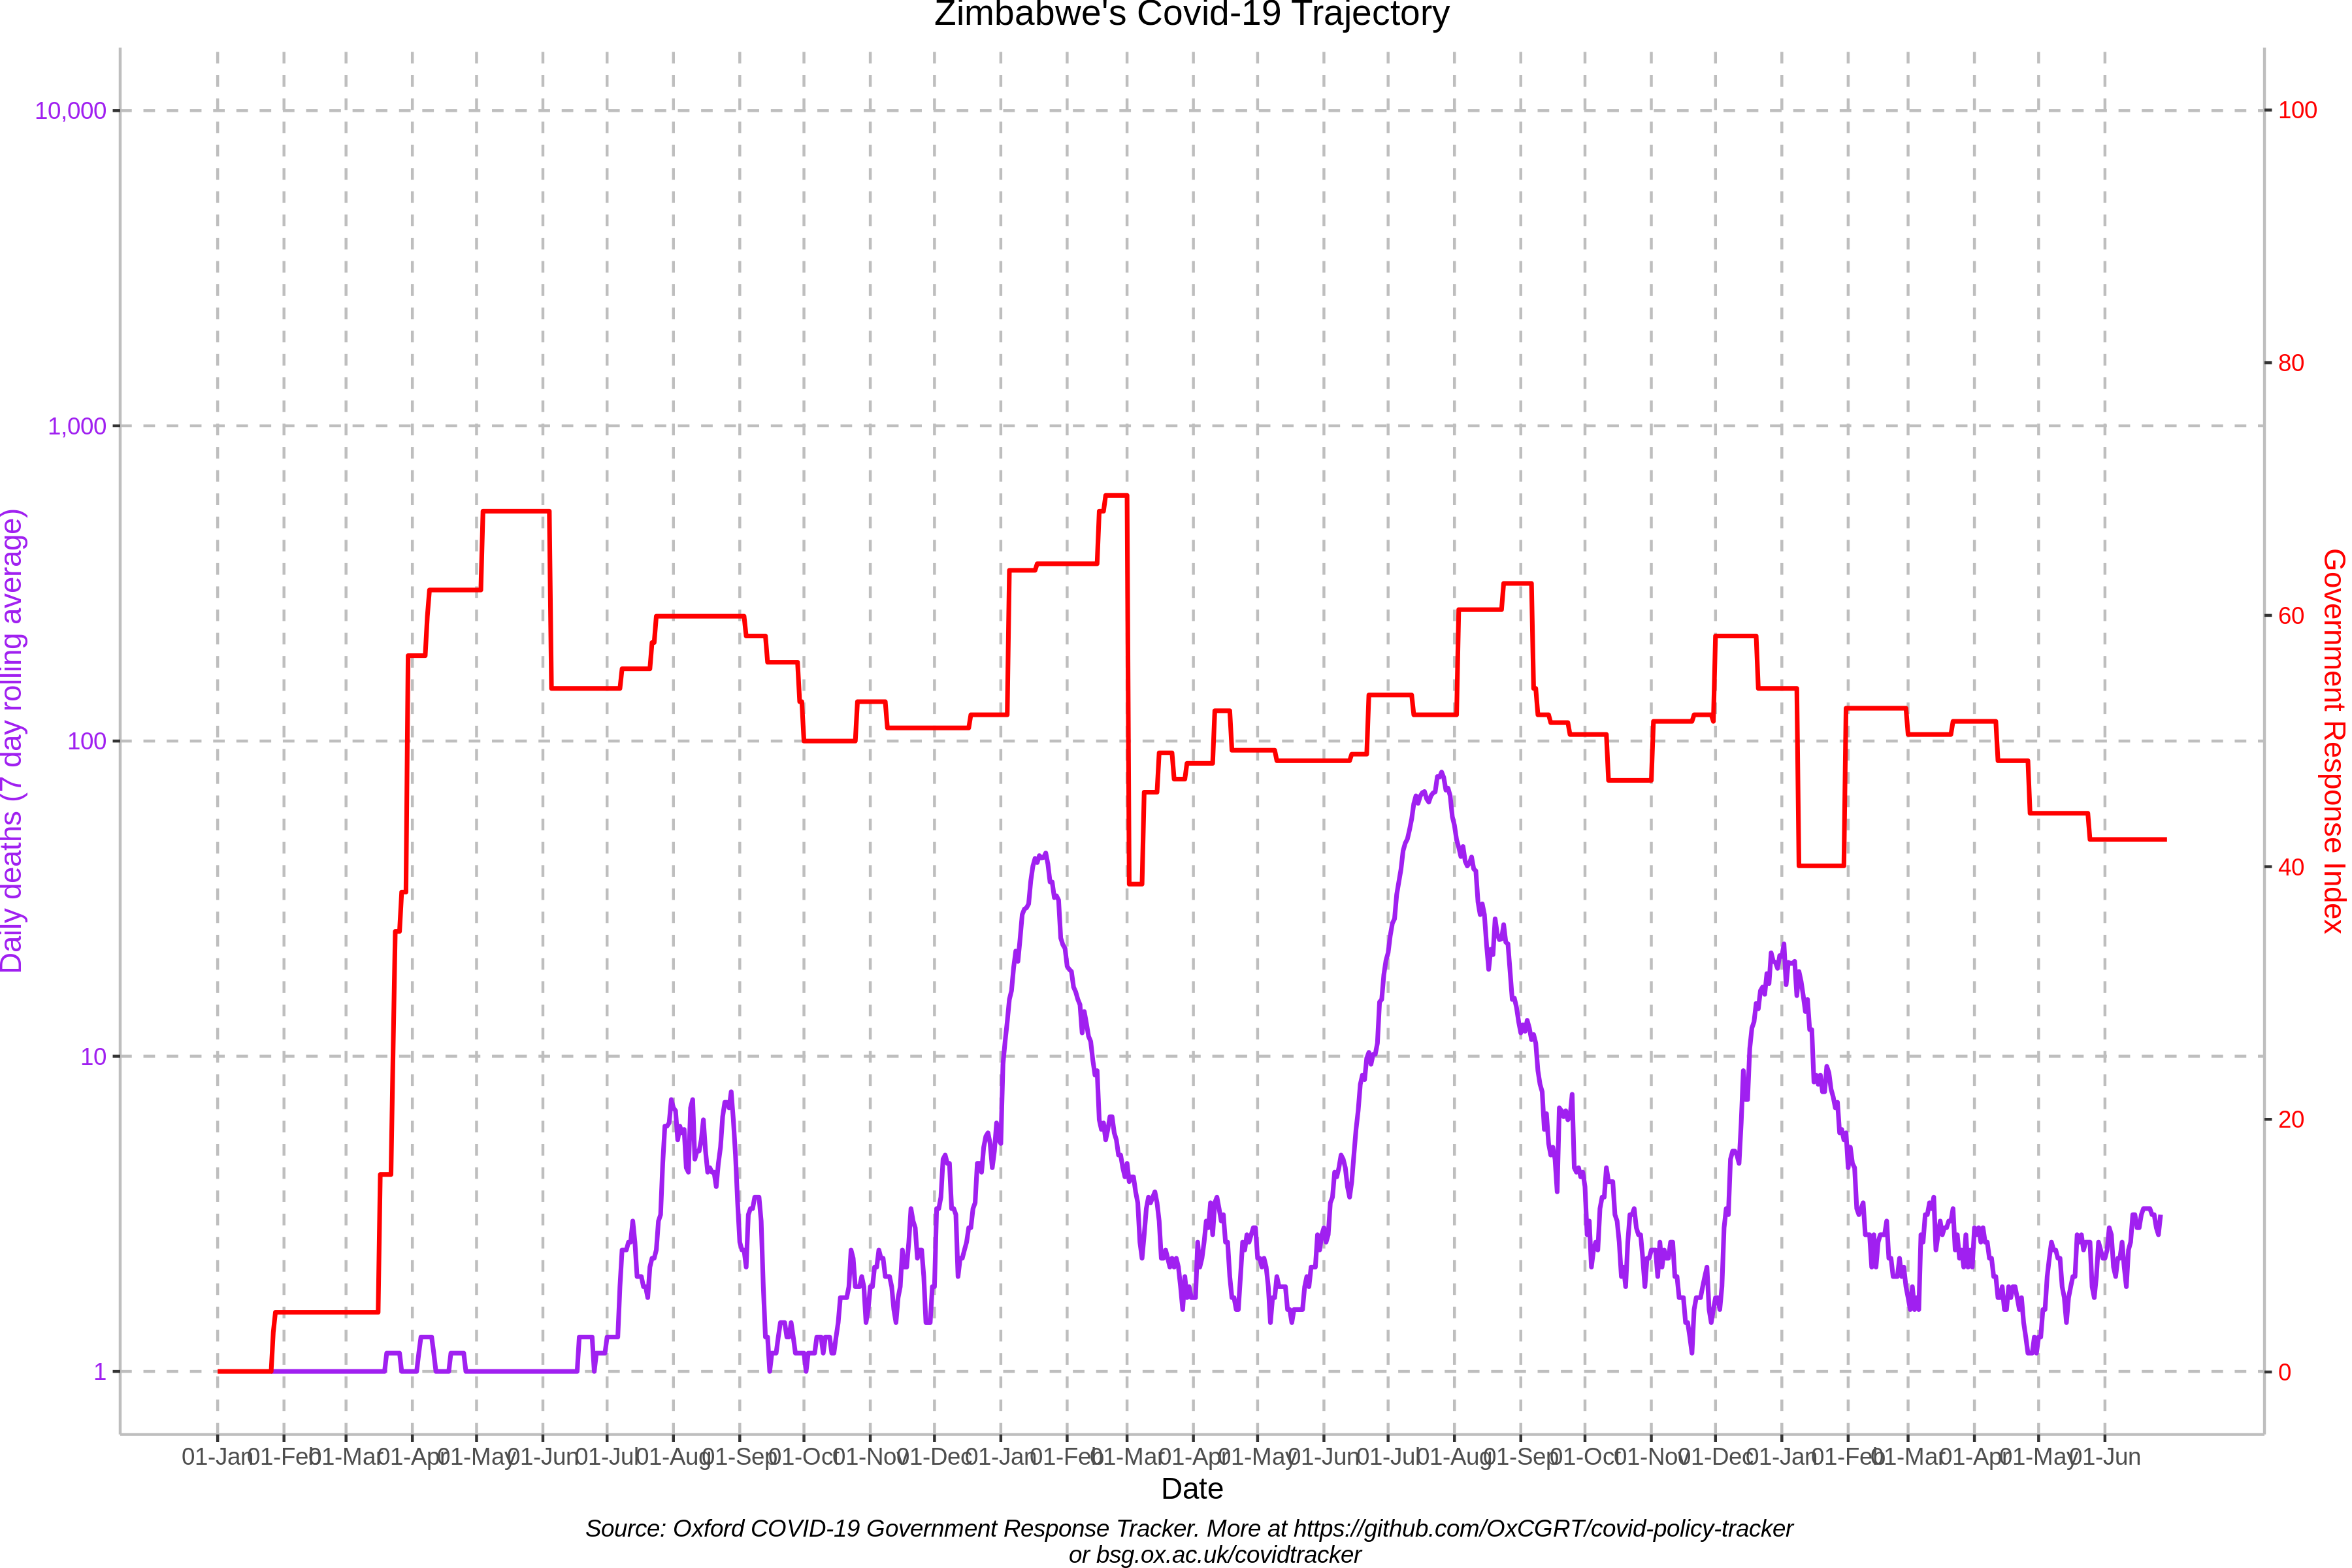 Zimbabwe's Covid-19 Trajectory
10,000
1,000
100
10
1
Daily deaths (7 day rolling average)
100
80
60
40
20
0
Government Response Index
01-Jan 01-Feb 01-Mar 01-Apr 01-May 01-Jun 01-Jul 01-Aug 01-Sep 01-Oct 01-Nov 01-Dec 01-Jan 01-Feb 01-Mar 01-Apr 01-May 01-Jun 01-Jul 01-Aug 01-Sep 01-Oct 01-Nov 01-Dec 01-Jan 01-Feb 01-Mar 01-Apr 01-May 01-Jun
Date
Source: Oxford COVID-19 Government Response Tracker. More at https://github.com/OxCGRT/covid-policy-tracker
or bsg.ox.ac.uk/covidtracker